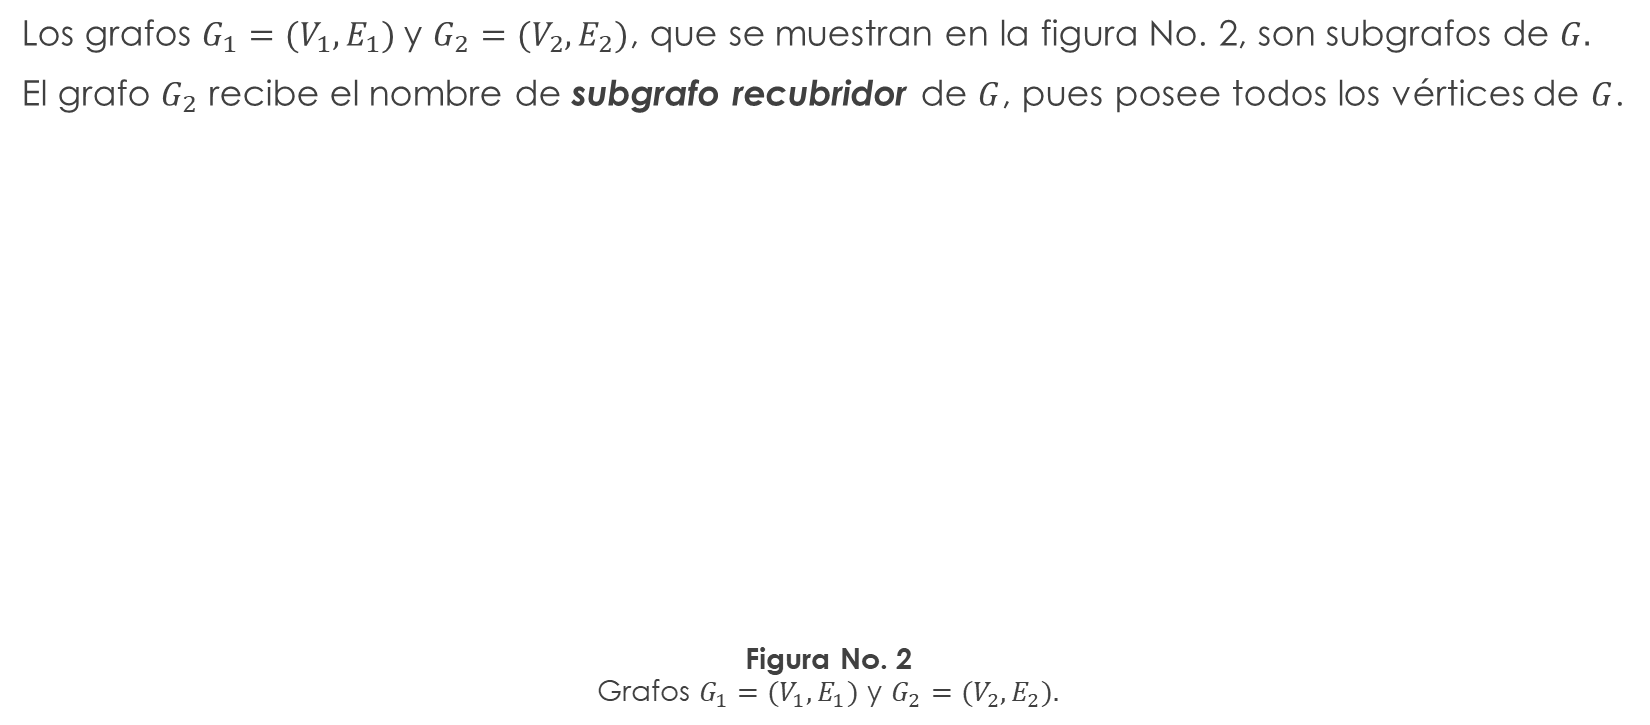 Los grafos G₁ = (V₁, E₁) y G₂ = (V₂, E₂), que se muestran en la figura No. 2, son subgrafos de G.
El grafo G₂ recibe el nombre de subgrafo recubridor de G, pues posee todos los vértices de G.
Figura No. 2
Grafos G₁ = (V₁, E₁) y G₂ = (V₂, E₂).